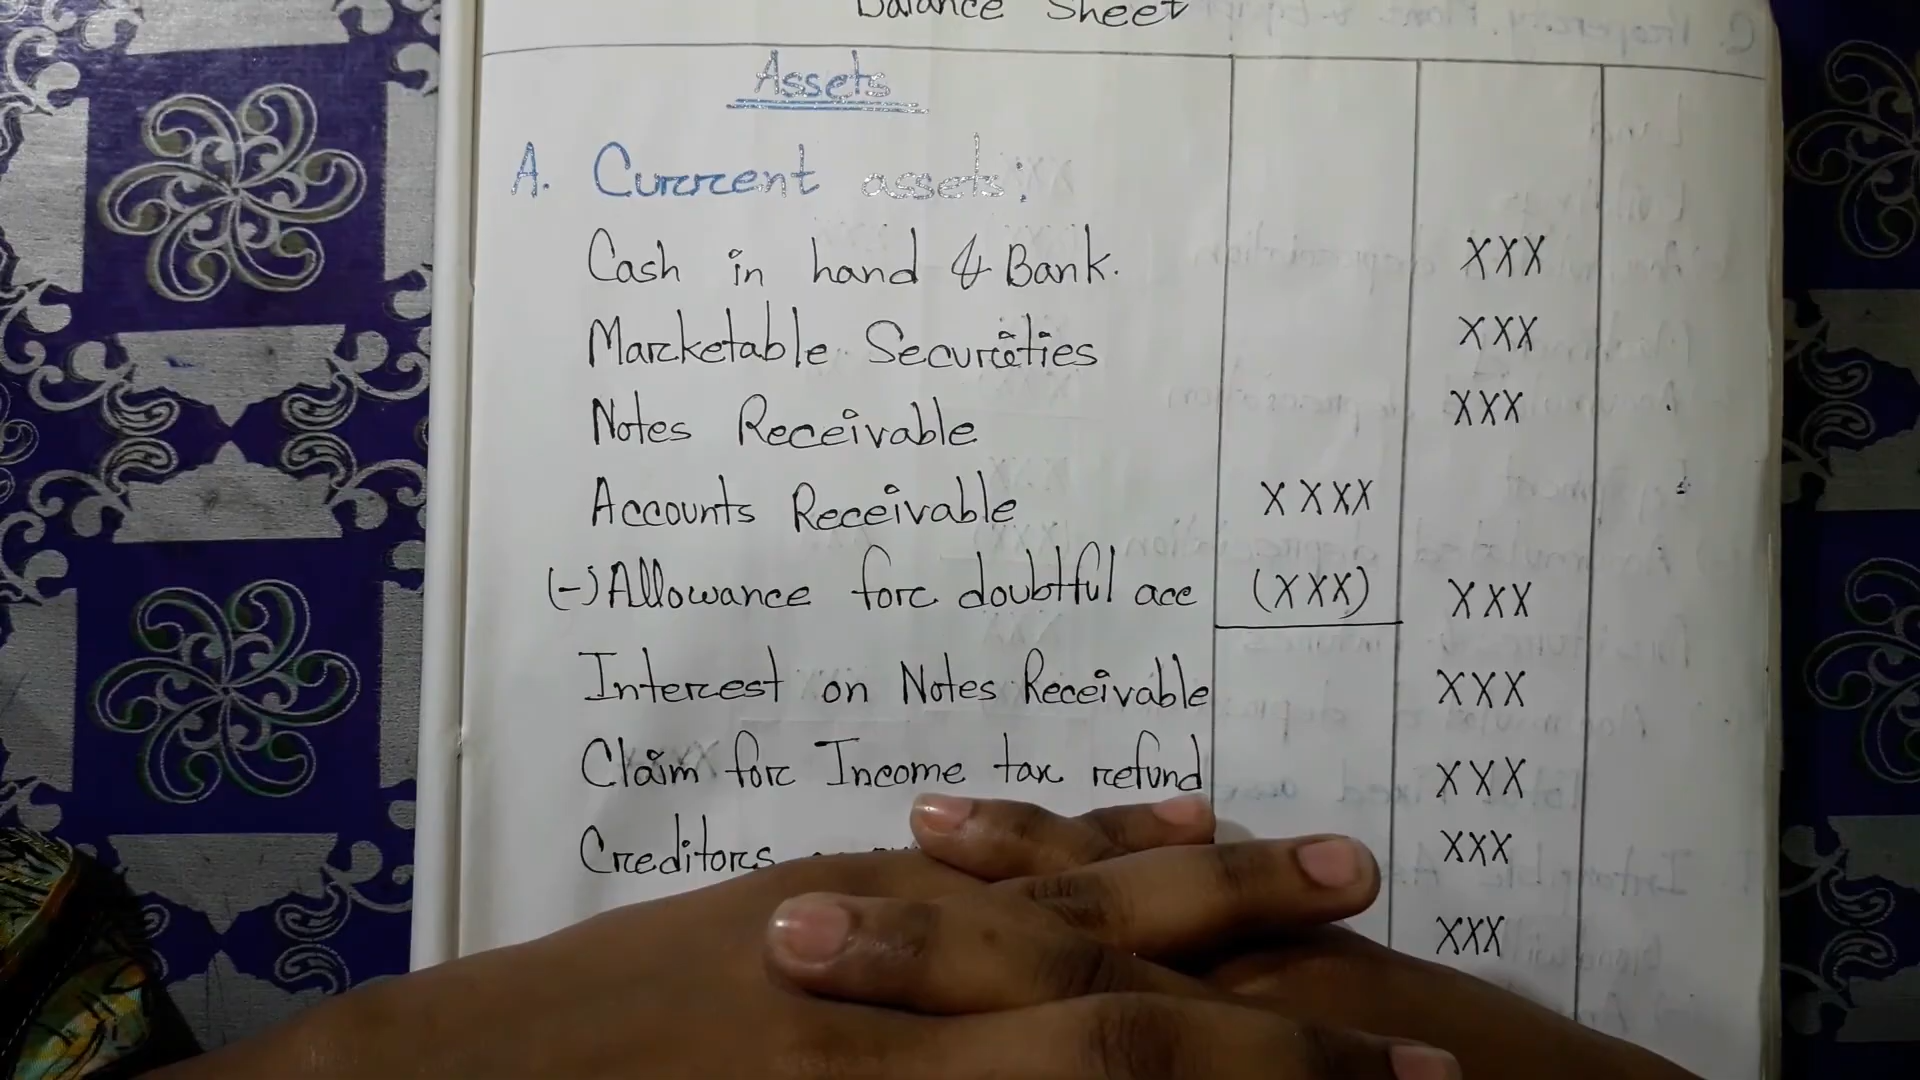 Balance Sheet
Assets
A. Current assets:
Cash in hand & Bank. XXX
Marketable Securities XXX
Notes Receivable XXX
Accounts Receivable XXXX
(-) Allowance for doubtful acc (XXX) XXX
Interest on Notes Receivable XXX
Claim for Income tax refund XXX
Creditors XXX
XXX